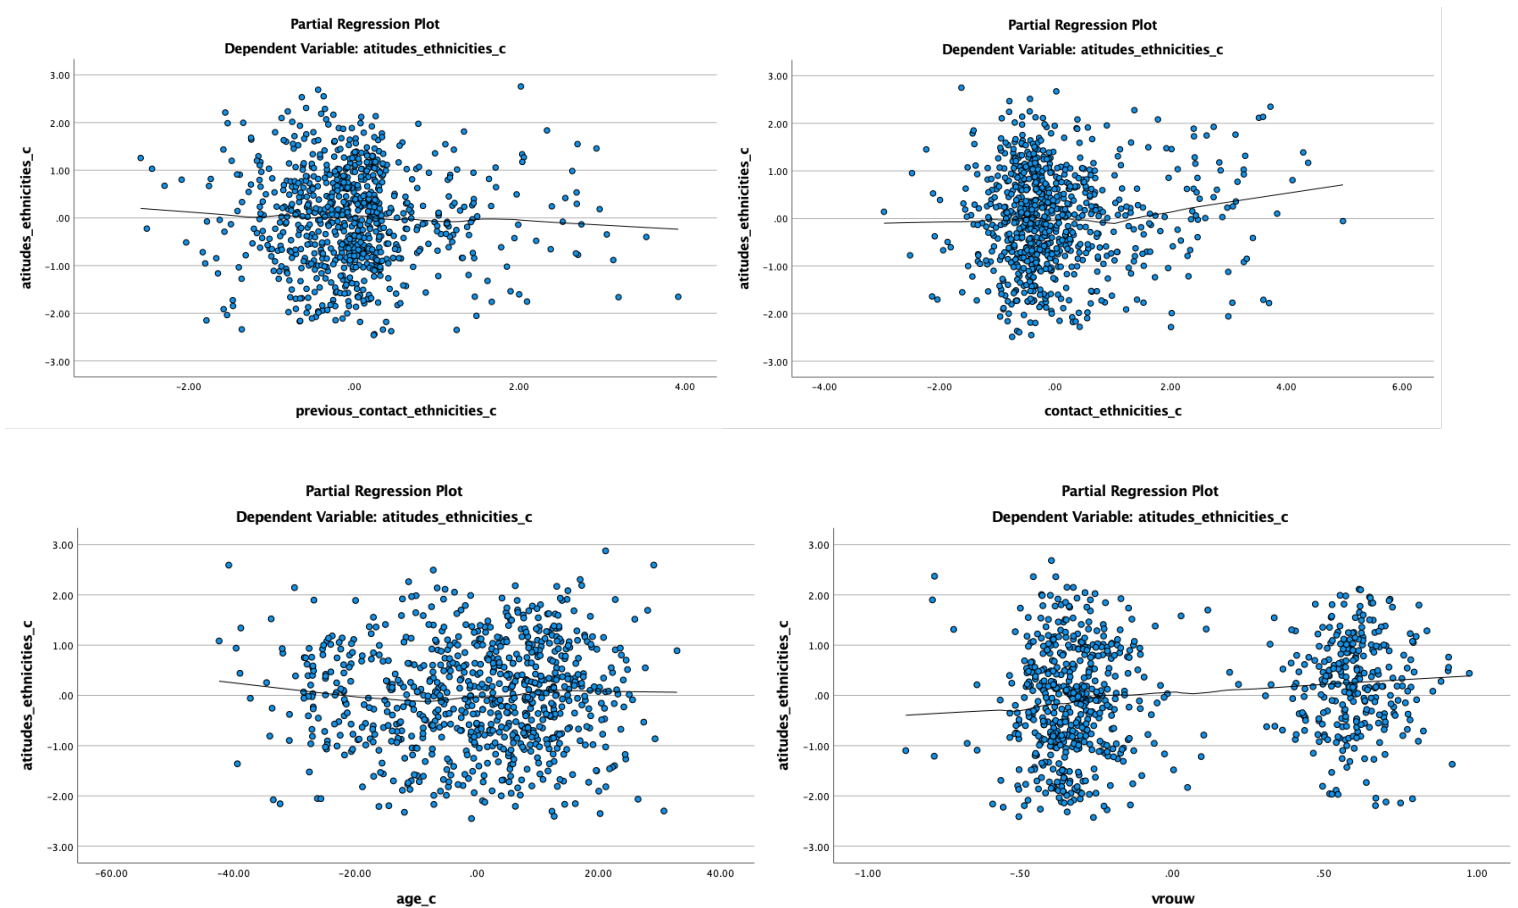 Partial Regression Plot
Dependent Variable: atitudes_ethnicities_c
3.00
2.00
1.00
.00
-1.00
-2.00
-3.00
atitudes_ethnicities_c
-2.00 .00 2.00 4.00
previous_contact_ethnicities_c
Partial Regression Plot
Dependent Variable: atitudes_ethnicities_c
3.00
2.00
1.00
.00
-1.00
-2.00
-3.00
atitudes_ethnicities_c
-4.00 -2.00 .00 2.00 4.00 6.00
contact_ethnicities_c
Partial Regression Plot
Dependent Variable: atitudes_ethnicities_c
3.00
2.00
1.00
.00
-1.00
-2.00
-3.00
atitudes_ethnicities_c
-60.00 -40.00 -20.00 .00 20.00 40.00
age_c
Partial Regression Plot
Dependent Variable: atitudes_ethnicities_c
3.00
2.00
1.00
.00
-1.00
-2.00
-3.00
atitudes_ethnicities_c
-1.00 -.50 .00 .50 1.00
vrouw